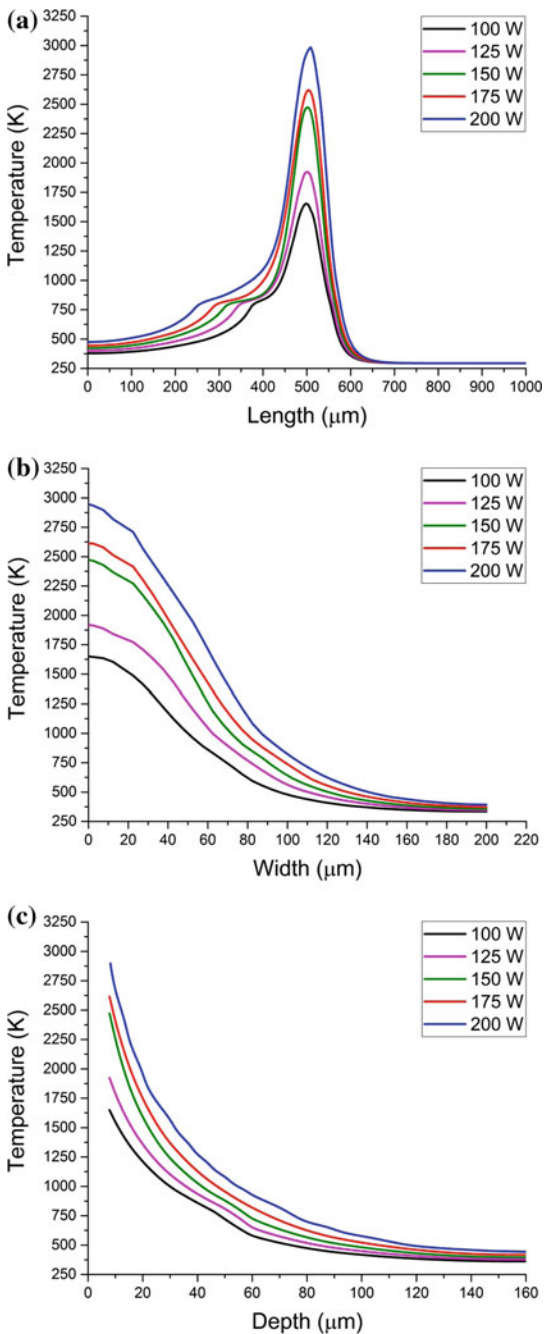 (a)
3250
3000
2750
2500
2250
2000
1750
1500
1250
1000
750
500
250
Temperature (K)
100 W
125 W
150 W
175 W
200 W
0 100 200 300 400 500 600 700 800 900 1000
Length (μm)
(b)
3250
3000
2750
2500
2250
2000
1750
1500
1250
1000
750
500
250
Temperature (K)
100 W
125 W
150 W
175 W
200 W
0 20 40 60 80 100 120 140 160 180 200 220
Width (μm)
(c)
3250
3000
2750
2500
2250
2000
1750
1500
1250
1000
750
500
250
Temperature (K)
100 W
125 W
150 W
175 W
200 W
0 20 40 60 80 100 120 140 160
Depth (μm)